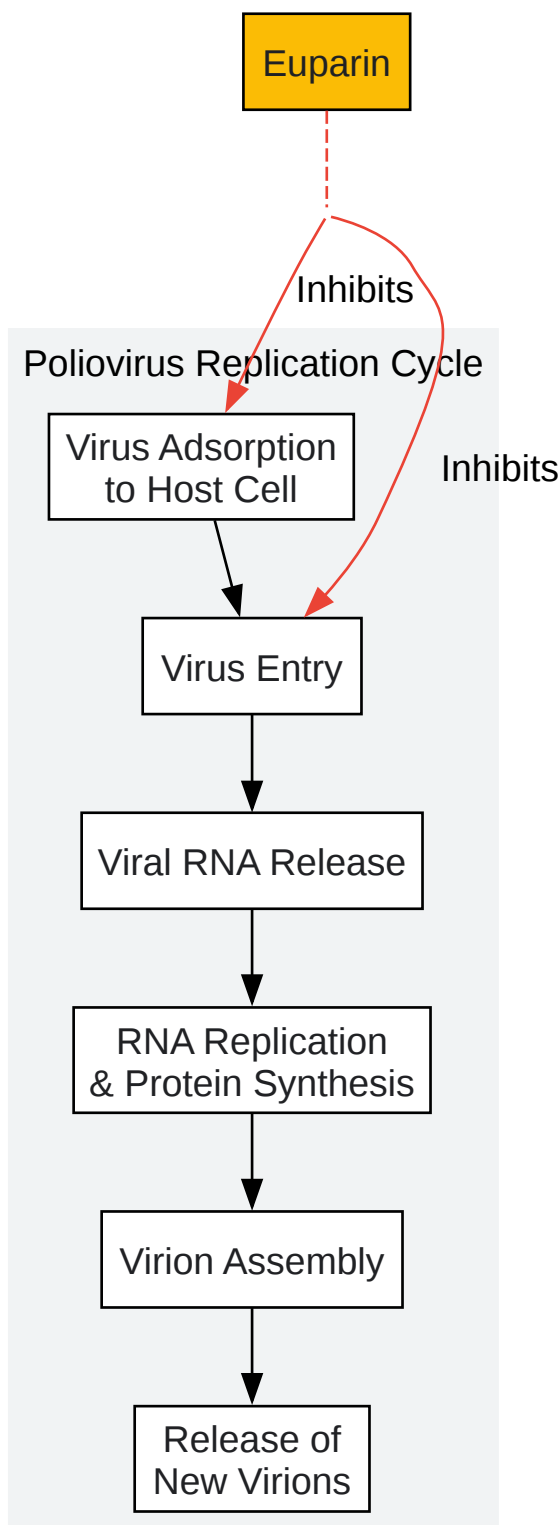 Euparin
Inhibits
Poliovirus Replication Cycle
Virus Adsorption
to Host Cell
Inhibits
Virus Entry
Viral RNA Release
RNA Replication
& Protein Synthesis
Virion Assembly
Release of
New Virions